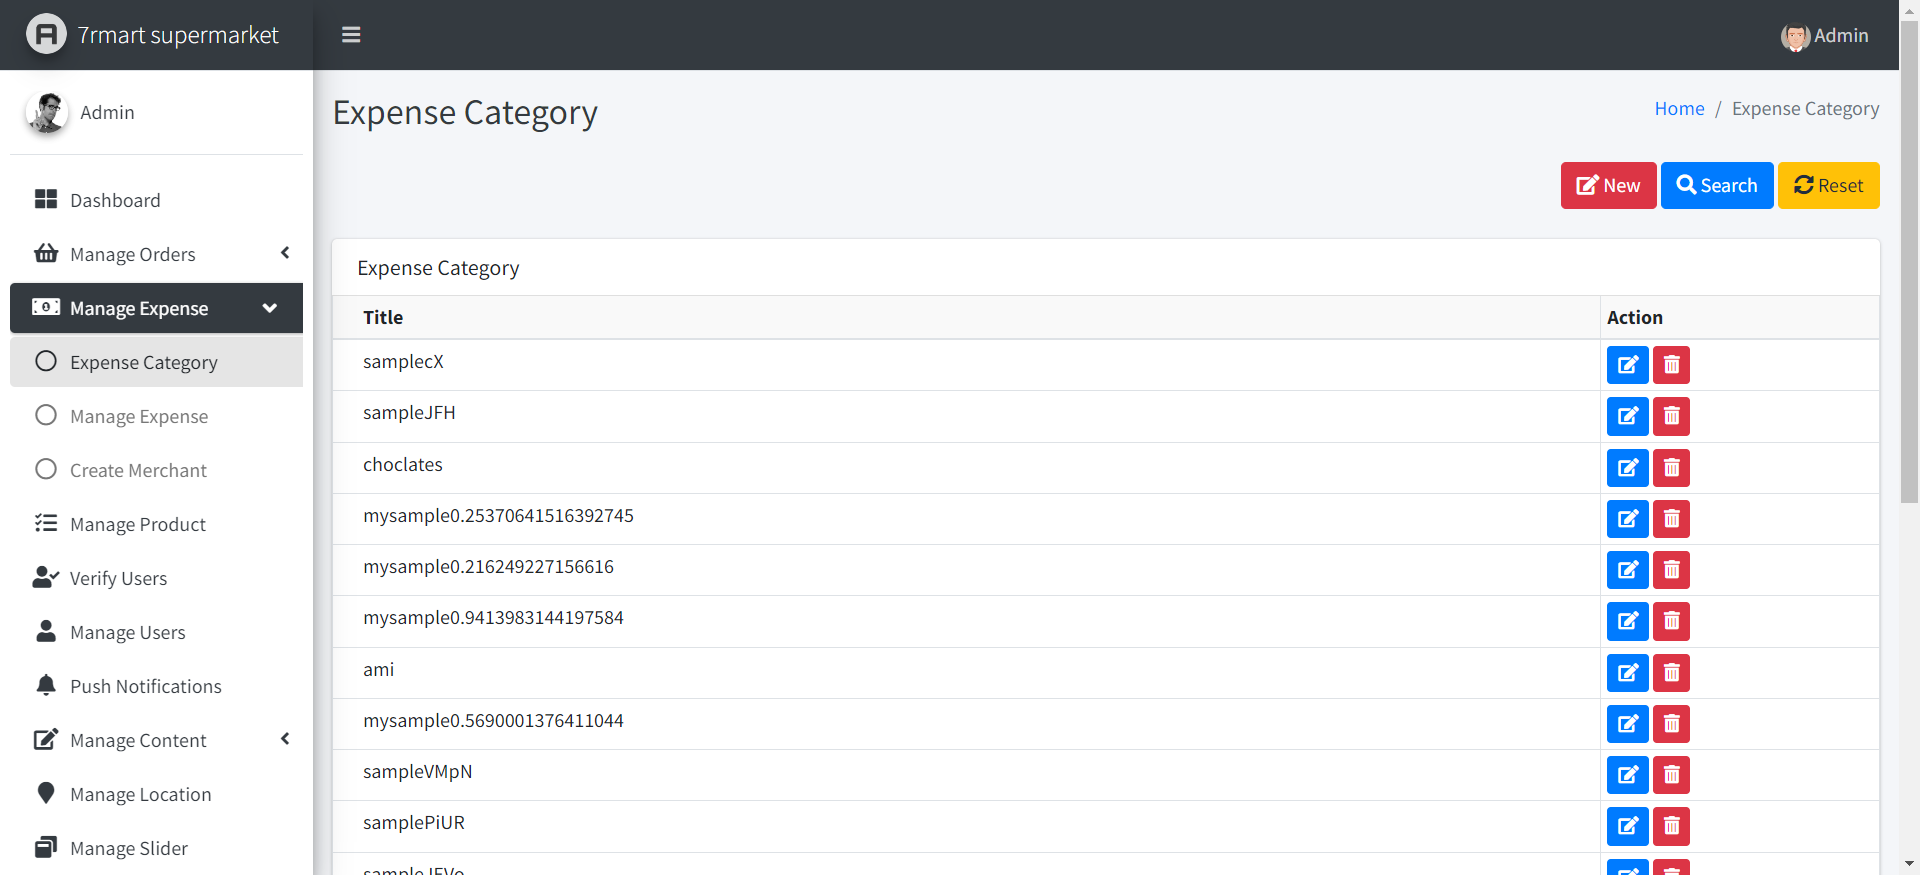 7rmart supermarket
Admin
Admin
Dashboard
Manage Orders
Manage Expense
Expense Category
Manage Expense
Create Merchant
Manage Product
Verify Users
Manage Users
Push Notifications
Manage Content
Manage Location
Manage Slider
Expense Category
Home / Expense Category
New Search Reset
Expense Category
Title Action
samplecX
sampleJFH
choclates
mysample0.25370641516392745
mysample0.216249227156616
mysample0.9413983144197584
ami
mysample0.5690001376411044
sampleVMpN
samplePiUR